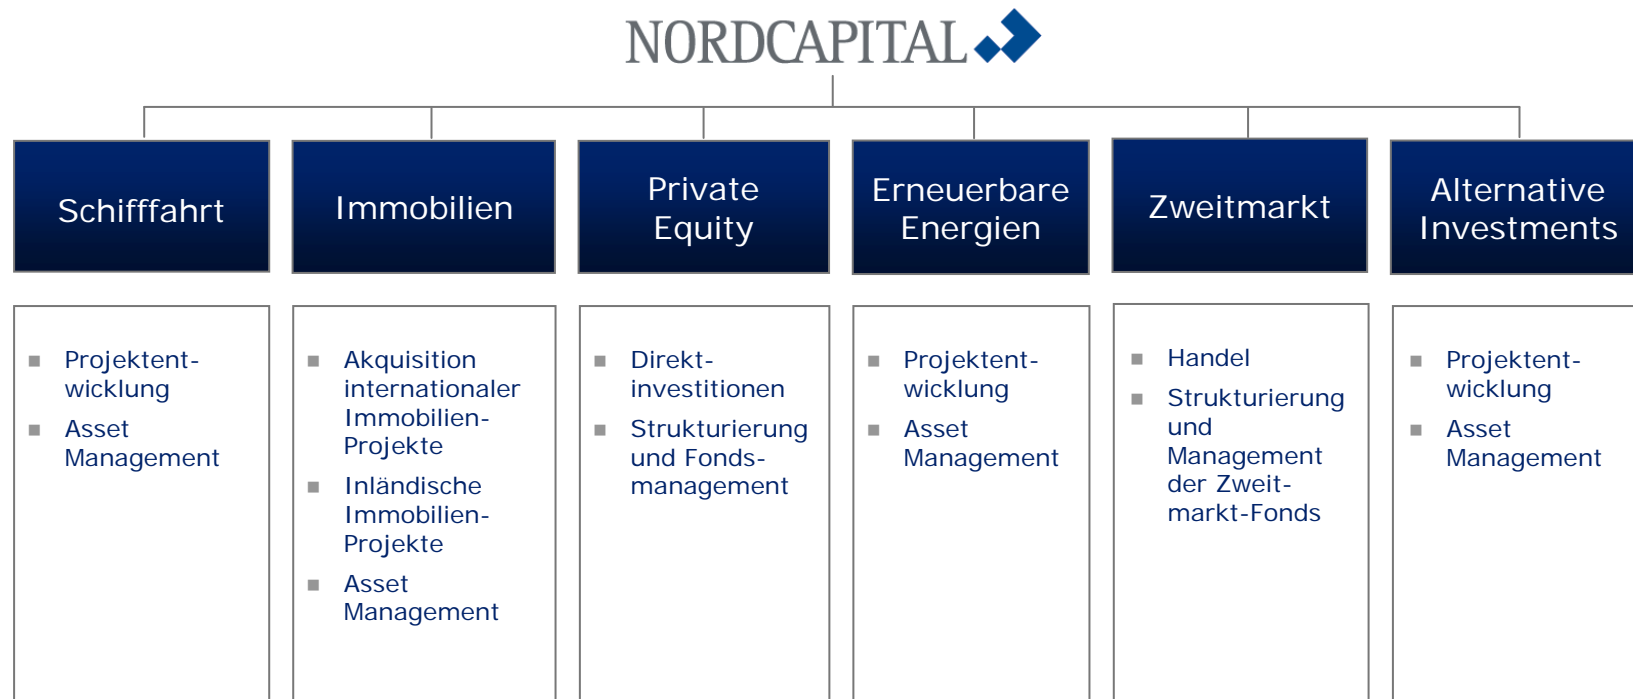 NORDCAPITAL
Schifffahrt
Immobilien
Private
Equity
Erneuerbare
Energien
Zweitmarkt
Alternative
Investments
Projektent-
wicklung
Asset
Management
Akquisition
internationaler
Immobilien-
Projekte
Inländische
Immobilien-
Projekte
Asset
Management
Direkt-
investitionen
Strukturierung
und Fonds-
management
Projektent-
wicklung
Asset
Management
Handel
Strukturierung
und
Management
der Zweit-
markt-Fonds
Projektent-
wicklung
Asset
Management